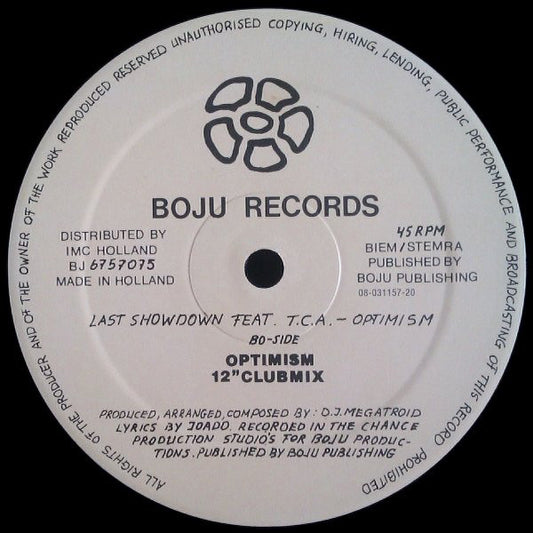 ALL RIGHTS OF THE PRODUCER AND OF THE OWNER OF THE WORK REPRODUCED RESERVED UNAUTHORISED COPYING, HIRING, LENDING, PUBLIC PERFORMANCE AND BROADCASTING OF THIS RECORD PROHIBITED
BOJU RECORDS
DISTRIBUTED BY
IMC HOLLAND
BJ 6757075
MADE IN HOLLAND
45 RPM
BIEM/STEMRA
PUBLISHED BY
BOJU PUBLISHING
08-031157-20
LAST SHOWDOWN FEAT. T.C.A. - OPTIMISM
BO-SIDE
OPTIMISM
12" CLUBMIX
PRODUCED, ARRANGED, COMPOSED BY: D.J. MEGATROID
LYRICS BY JOADO. RECORDED IN THE CHANCE
PRODUCTION STUDIO'S FOR BOJU PRODUC-
TIONS. PUBLISHED BY BOJU PUBLISHING